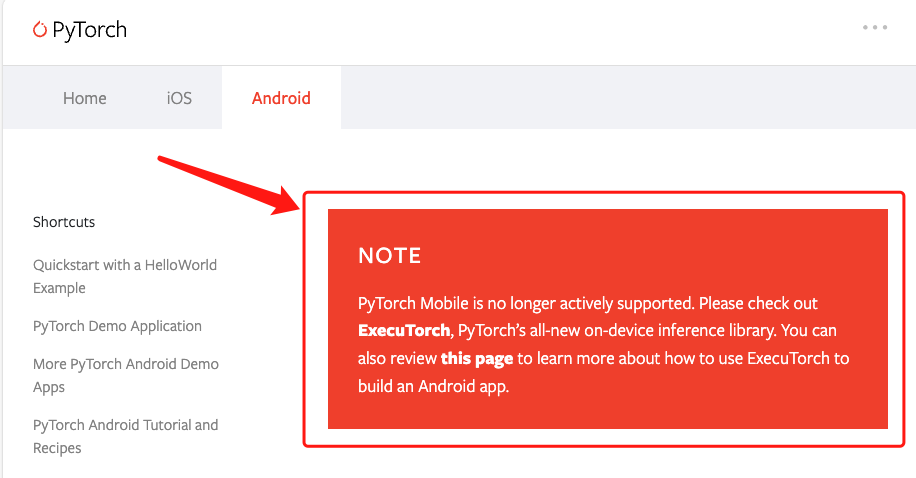 PyTorch
Home
iOS
Android
Shortcuts
Quickstart with a HelloWorld
Example
PyTorch Demo Application
More PyTorch Android Demo
Apps
PyTorch Android Tutorial and
Recipes
NOTE
PyTorch Mobile is no longer actively supported. Please check out
ExecuTorch, PyTorch’s all-new on-device inference library. You can
also review this page to learn more about how to use ExecuTorch to
build an Android app.